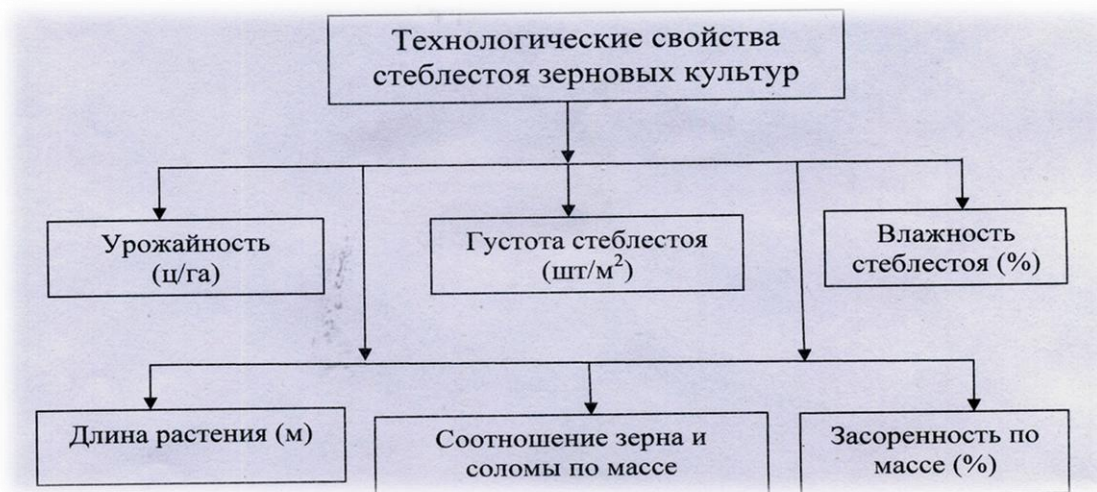 Технологические свойства
стеблестоя зерновых культур
Урожайность
(ц/га)
Густота стеблестоя
(шт/м²)
Влажность
стеблестоя (%)
Длина растения (м)
Соотношение зерна и
соломы по массе
Засоренность по
массе (%)